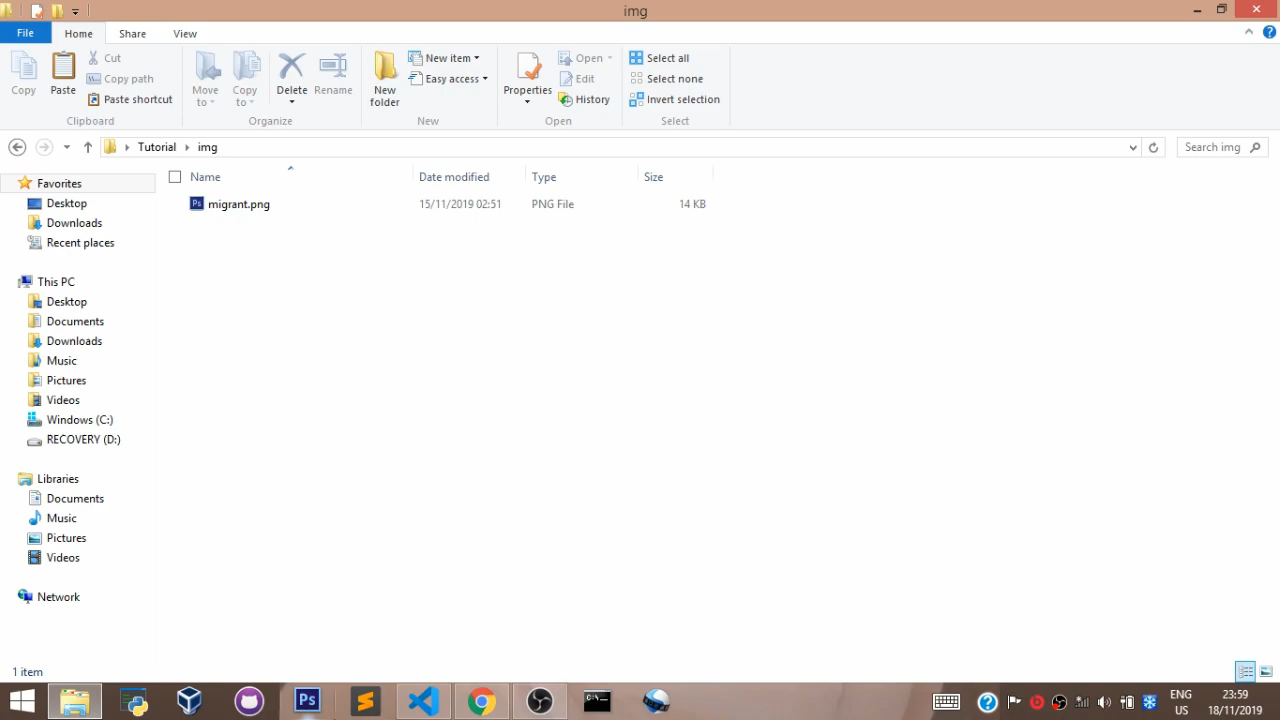 img
File Home Share View
Copy
Paste
Cut
Copy path
Paste shortcut
Clipboard
Move to
Copy to
Delete
Rename
Organize
New folder
New item
Easy access
New
Properties
Open
Edit
History
Open
Select all
Select none
Invert selection
Select
Tutorial img
Search img
Favorites
Desktop
Downloads
Recent places
This PC
Desktop
Documents
Downloads
Music
Pictures
Videos
Windows (C:)
RECOVERY (D:)
Libraries
Documents
Music
Pictures
Videos
Network
Name Date modified Type Size
Ps migrant.png 15/11/2019 02:51 PNG File 14 KB
1 item
Ps
ENG
US
23:59
18/11/2019